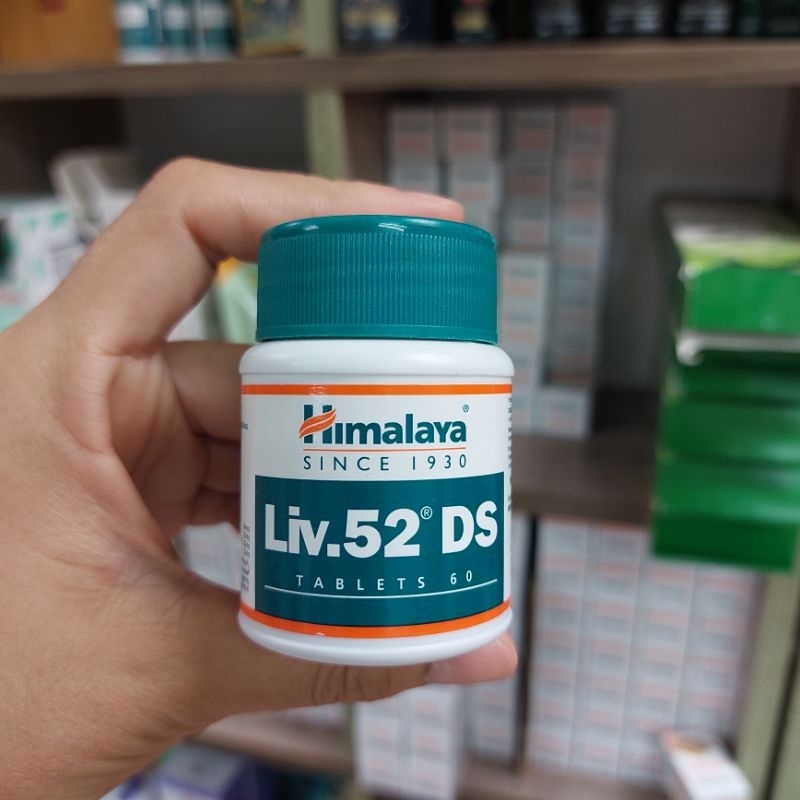 Himalaya®
SINCE 1930
Liv.52® DS
TABLETS 60